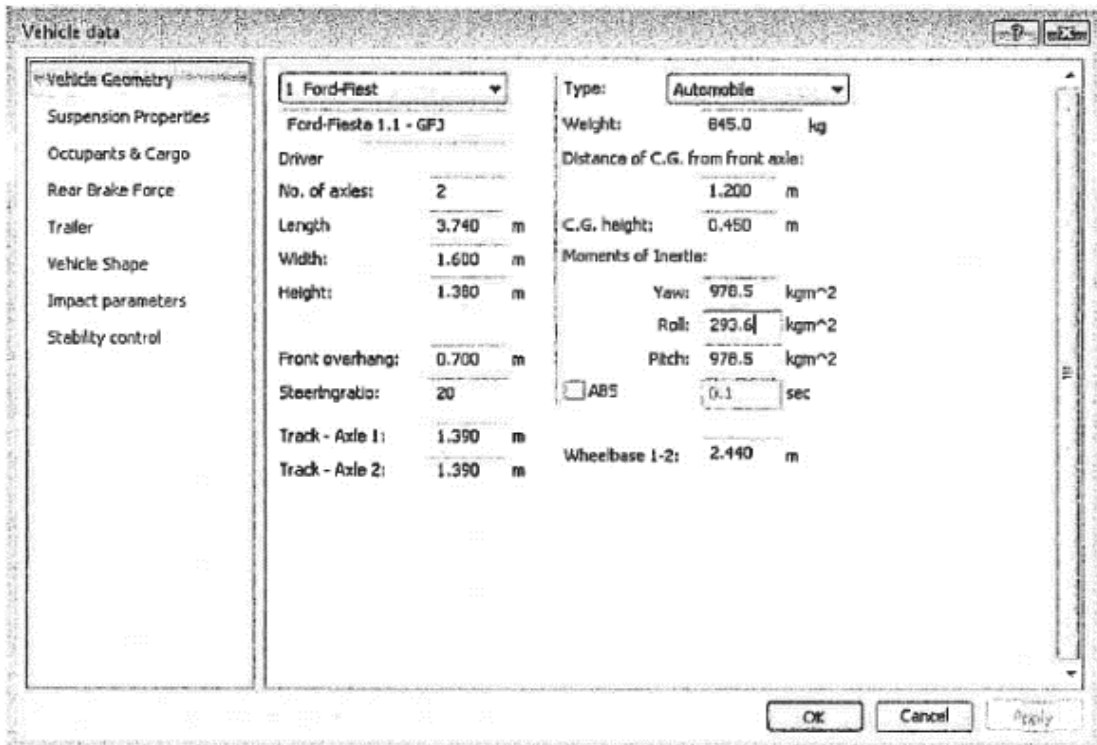 Vehicle data
Vehicle Geometry
Suspension Properties
Occupants & Cargo
Rear Brake Force
Trailer
Vehicle Shape
Impact parameters
Stability control
1 Ford-Fiest
Ford-Fiesta 1.1 - GFJ
Driver
No. of axles: 2
Length 3.740 m
Width: 1.600 m
Height: 1.380 m
Front overhang: 0.700 m
Steeringratio: 20
Track - Axle 1: 1.390 m
Track - Axle 2: 1.390 m
Type: Automobile
Weight: 845.0 kg
Distance of C.G. from front axle:
1.200 m
C.G. height: 0.450 m
Moments of Inertia:
Yaw: 978.5 kgm^2
Roll: 293.6 kgm^2
Pitch: 978.5 kgm^2
ABS 0.1 sec
Wheelbase 1-2: 2.440 m
OK Cancel Apply